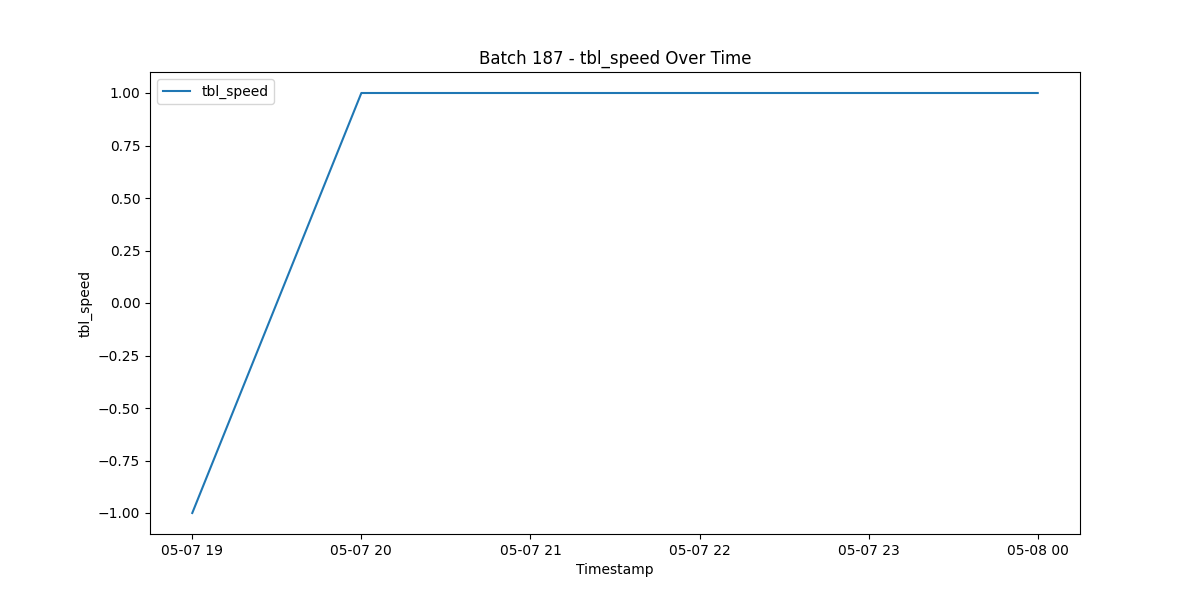 Batch 187 - tbl_speed Over Time
tbl_speed
1.00
0.75
0.50
0.25
0.00
−0.25
−0.50
−0.75
−1.00
tbl_speed
05-07 19 05-07 20 05-07 21 05-07 22 05-07 23 05-08 00
Timestamp